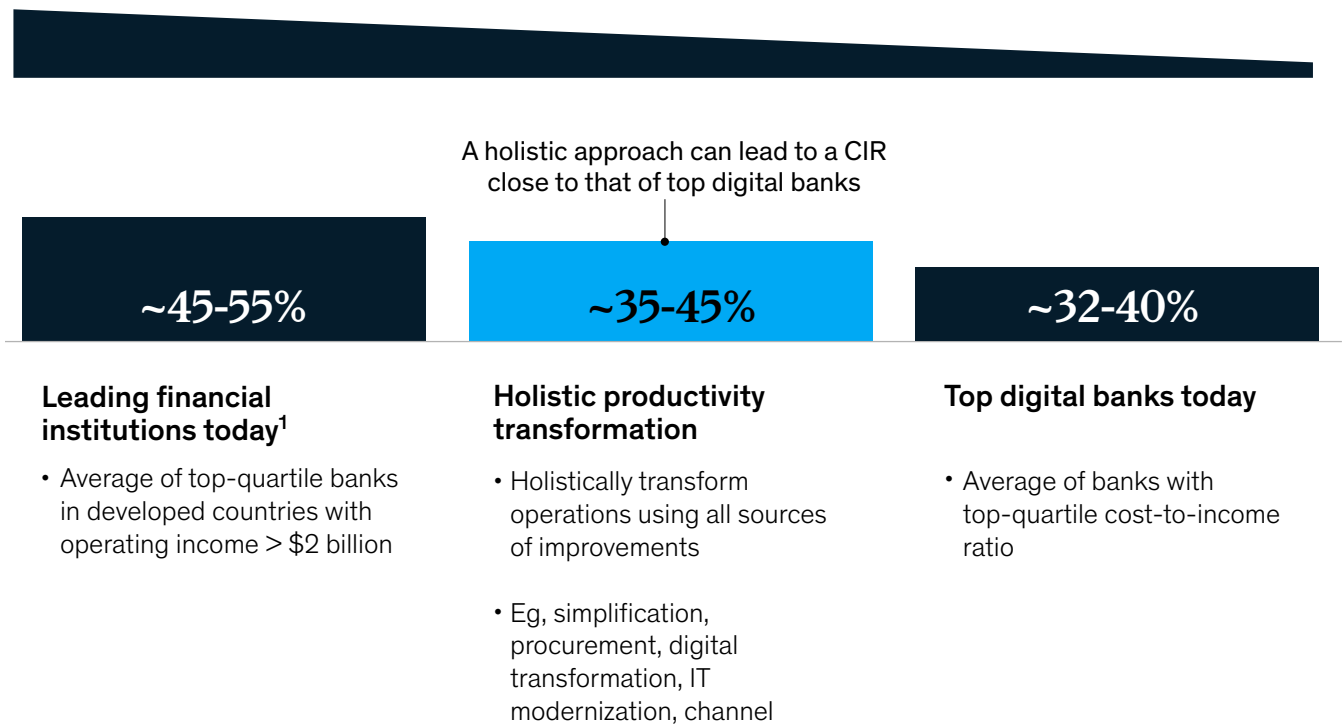 A holistic approach can lead to a CIR
close to that of top digital banks
~45-55%
~35-45%
~32-40%
Leading financial
institutions today1
• Average of top-quartile banks
in developed countries with
operating income > $2 billion
Holistic productivity
transformation
• Holistically transform
operations using all sources
of improvements
• Eg, simplification,
procurement, digital
transformation, IT
modernization, channel
Top digital banks today
• Average of banks with
top-quartile cost-to-income
ratio